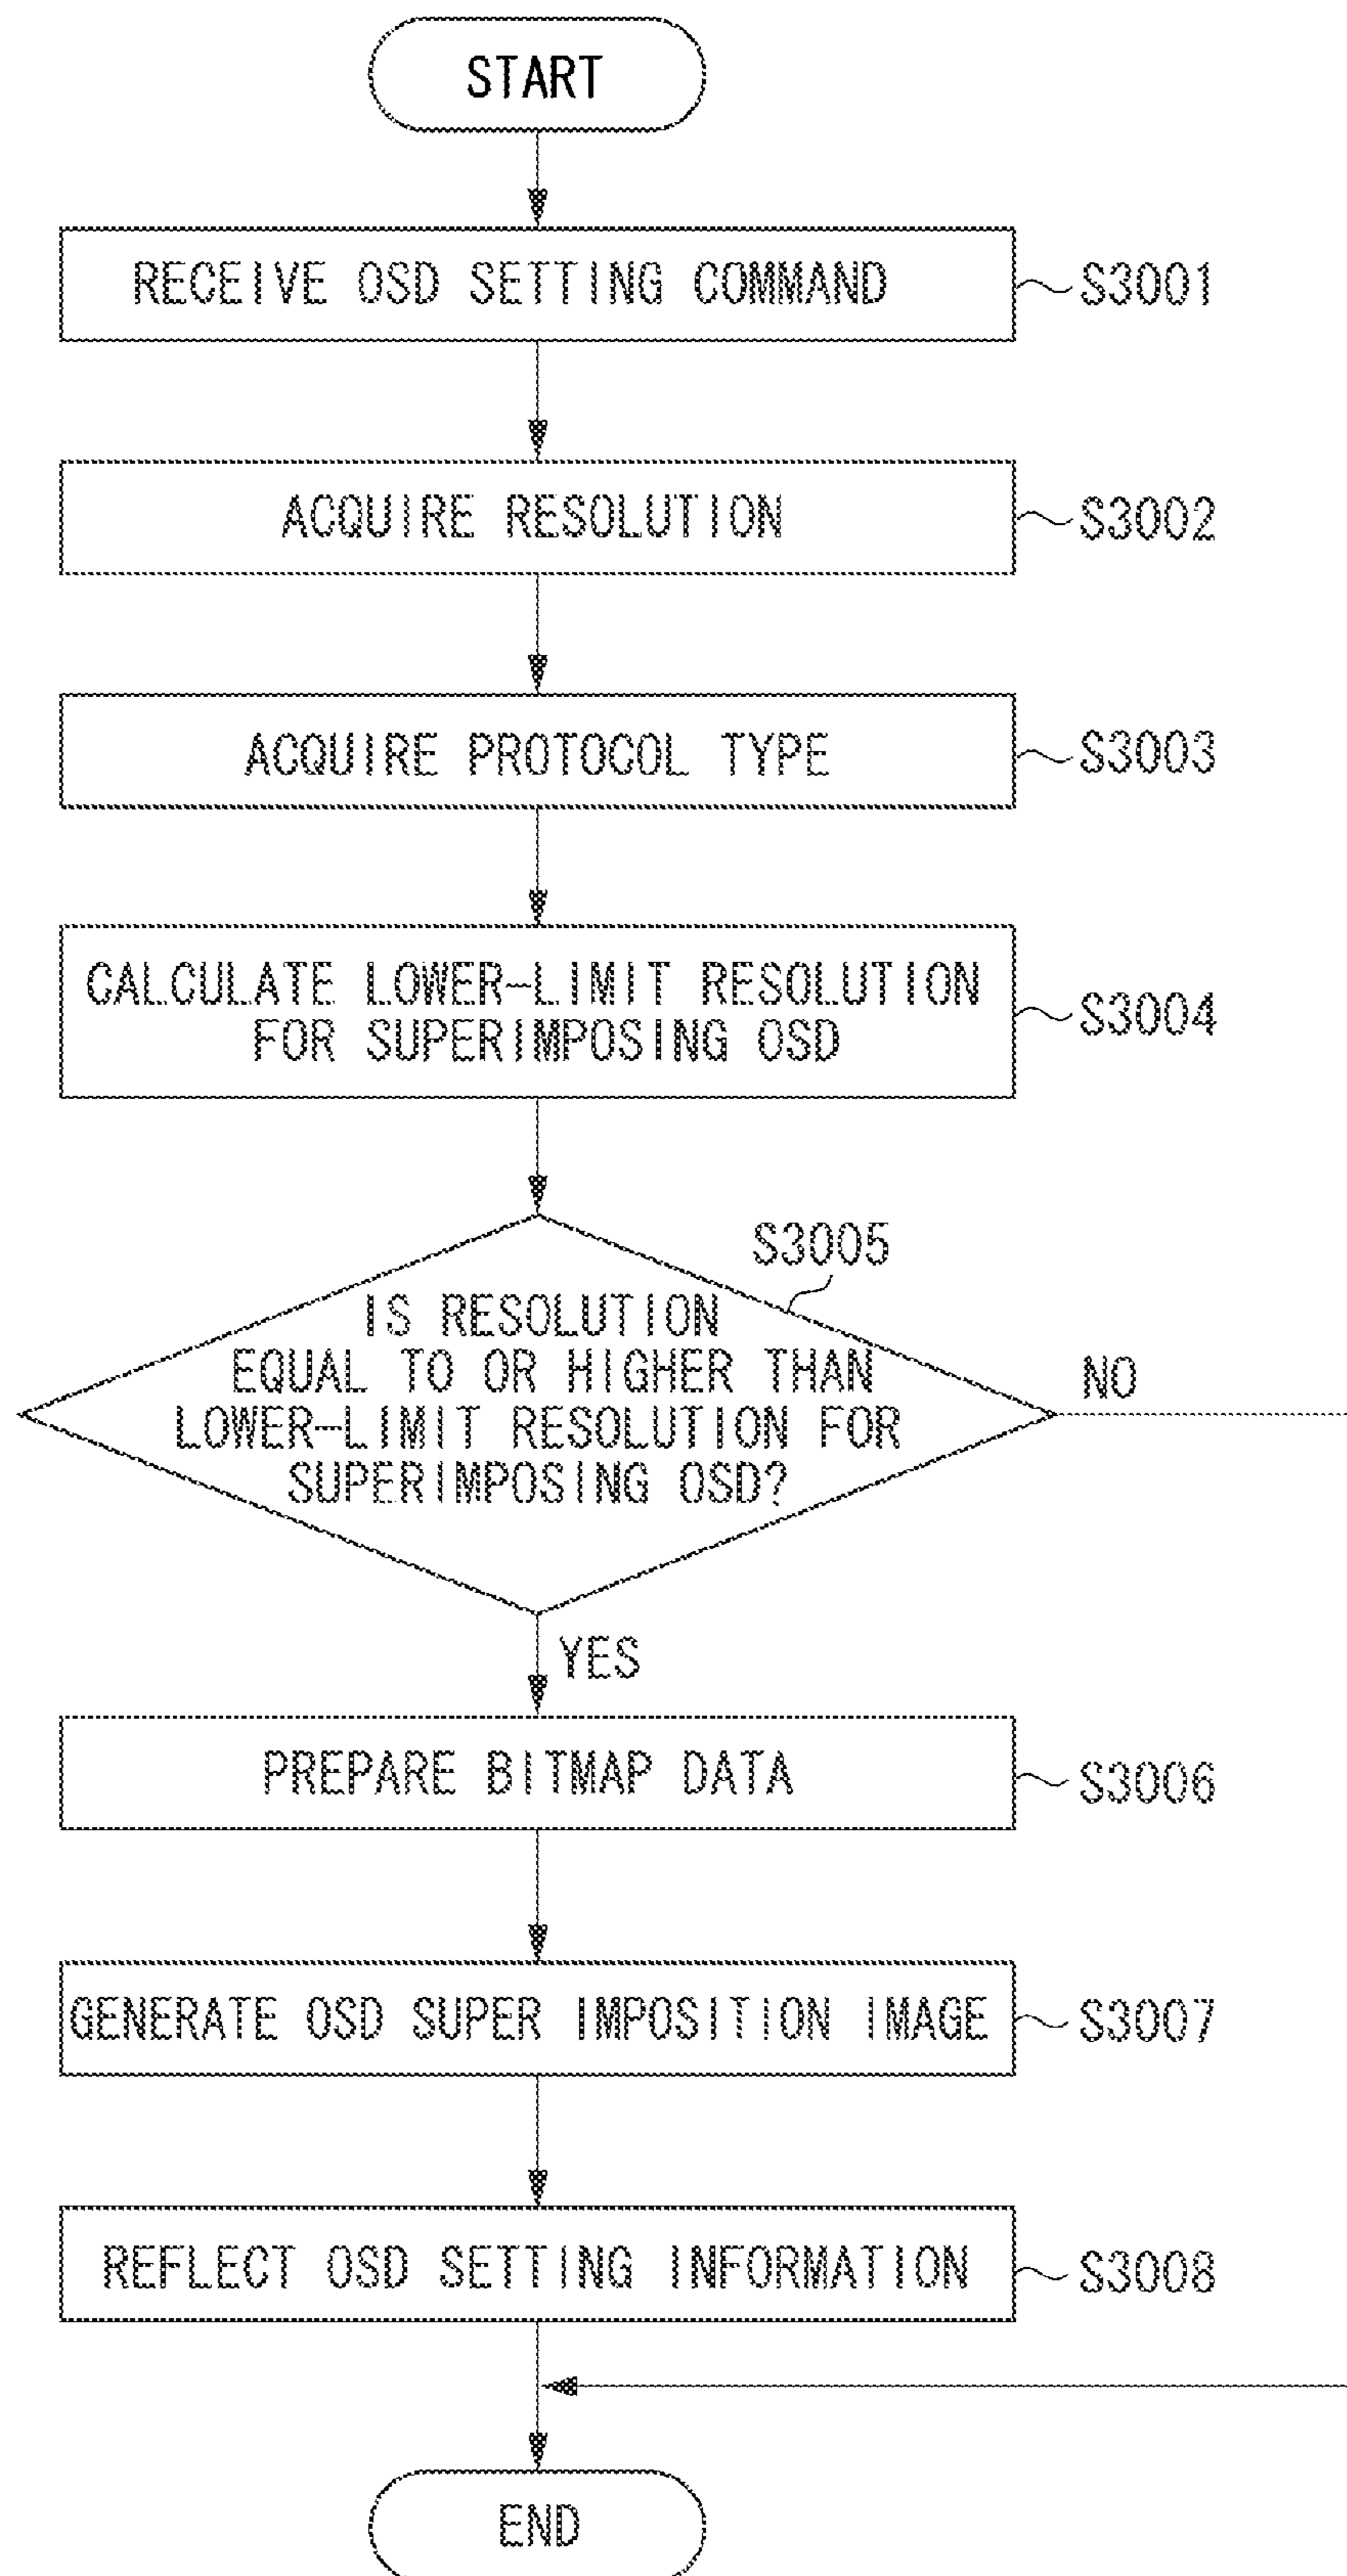 START
RECEIVE OSD SETTING COMMAND
S3001
ACQUIRE RESOLUTION
S3002
ACQUIRE PROTOCOL TYPE
S3003
CALCULATE LOWER-LIMIT RESOLUTION
FOR SUPERIMPOSING OSD
S3004
S3005
IS RESOLUTION
EQUAL TO OR HIGHER THAN
LOWER-LIMIT RESOLUTION FOR
SUPERIMPOSING OSD?
NO
YES
PREPARE BITMAP DATA
S3006
GENERATE OSD SUPER IMPOSITION IMAGE
S3007
REFLECT OSD SETTING INFORMATION
S3008
END